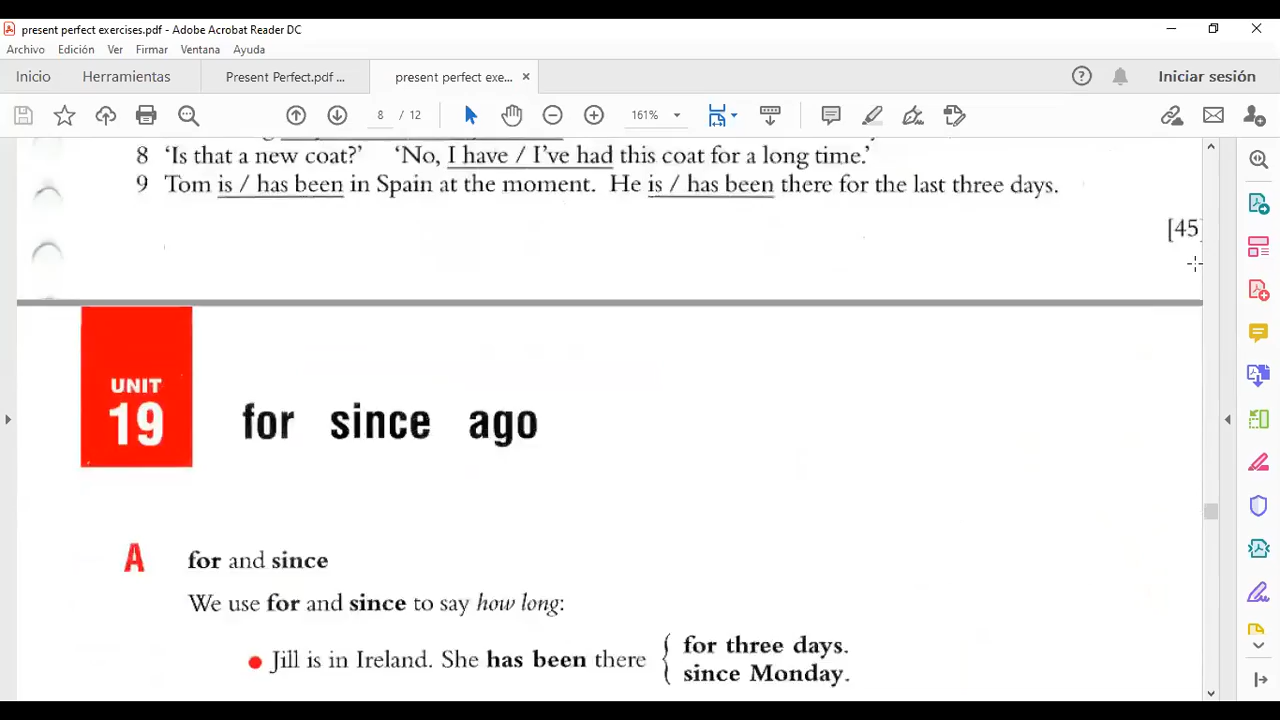 present perfect exercises.pdf - Adobe Acrobat Reader DC
Archivo Edición Ver Firmar Ventana Ayuda
Inicio Herramientas Present Perfect.pdf ... present perfect exe... ×
8 / 12 161%
Iniciar sesión
8 'Is that a new coat?' 'No, I have / I've had this coat for a long time.'
9 Tom is / has been in Spain at the moment. He is / has been there for the last three days.
[45]
UNIT
19
for since ago
A for and since
We use for and since to say how long:
• Jill is in Ireland. She has been there { for three days.
since Monday.